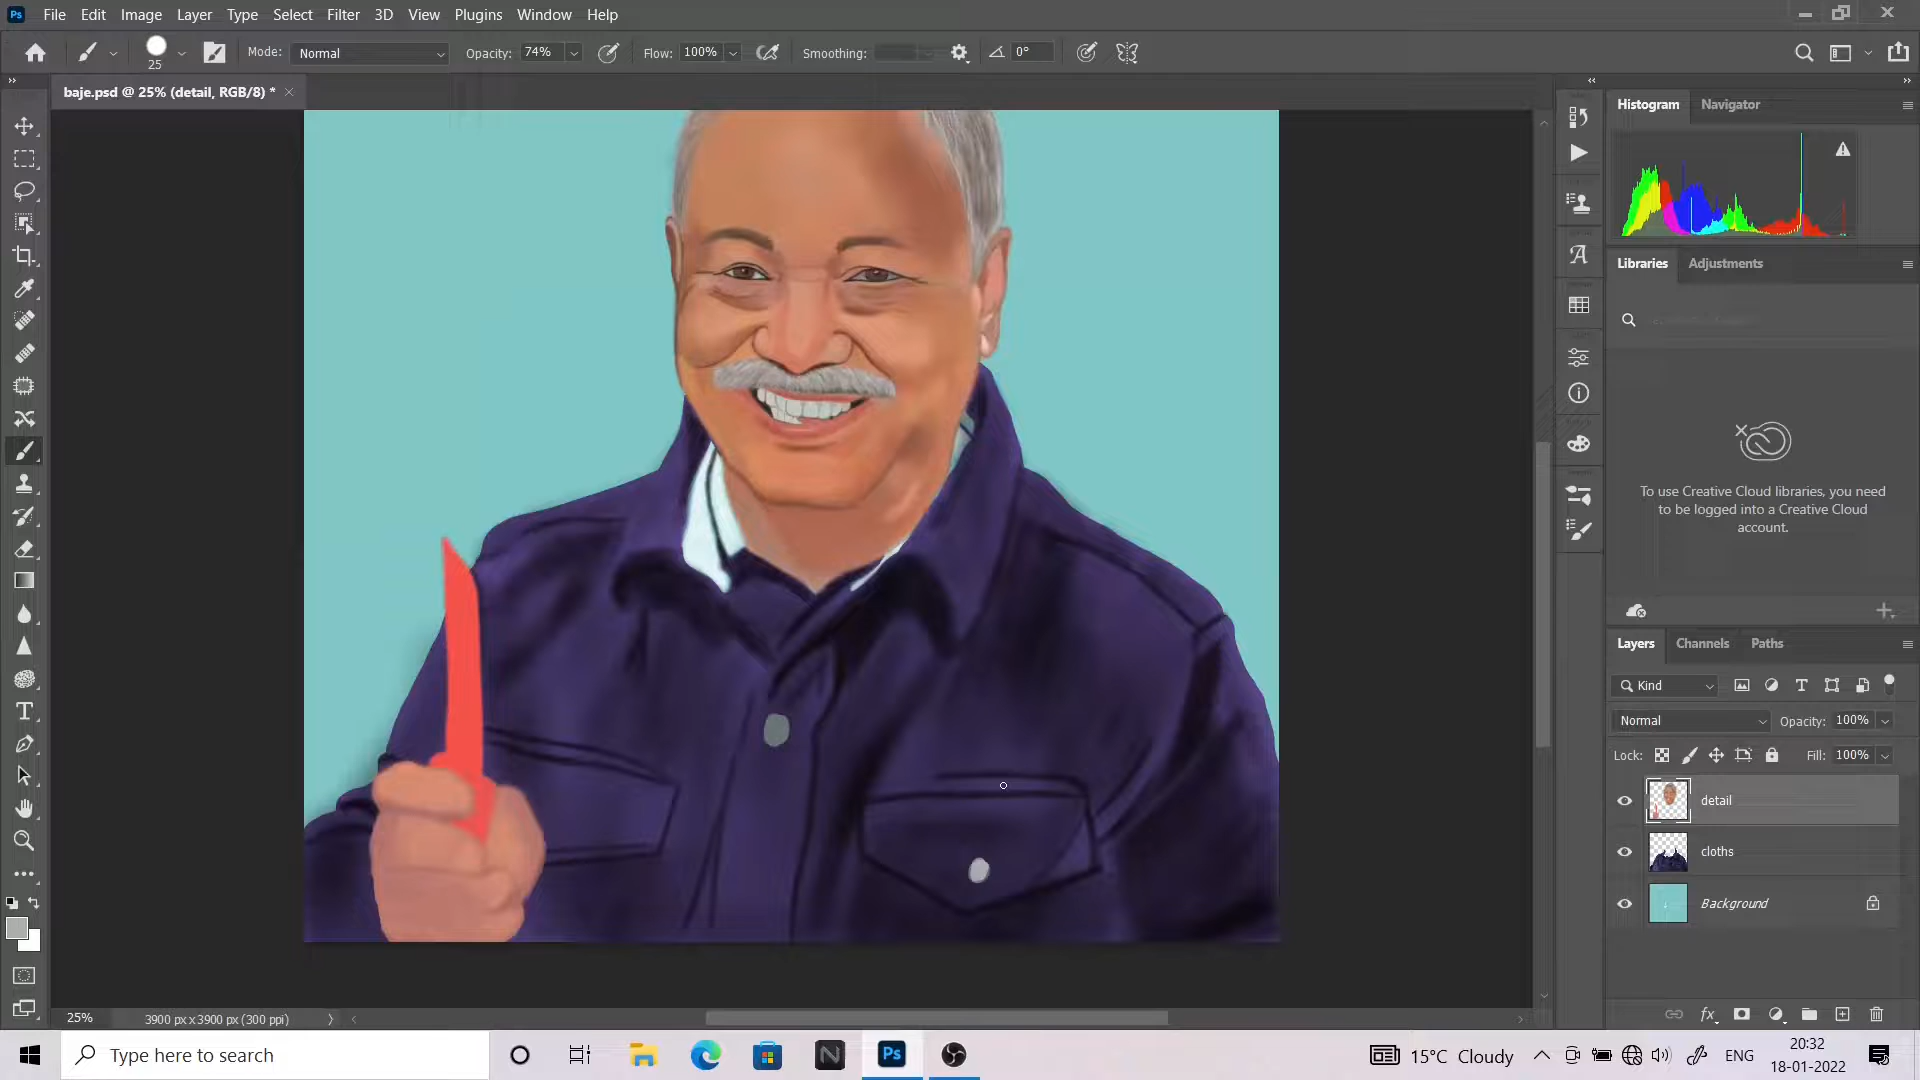 Ps File Edit Image Layer Type Select Filter 3D View Plugins Window Help
25 Mode: Normal Opacity: 74% Flow: 100% Smoothing: 0°
baje.psd @ 25% (detail, RGB/8) * ×
Histogram Navigator
Libraries Adjustments
To use Creative Cloud libraries, you need
to be logged into a Creative Cloud
account.
Layers Channels Paths
Kind
Normal Opacity: 100%
Lock: Fill: 100%
detail
cloths
Background
25% 3900 px x 3900 px (300 ppi)
Type here to search
N
Ps
15°C Cloudy
ENG
20:32
18-01-2022